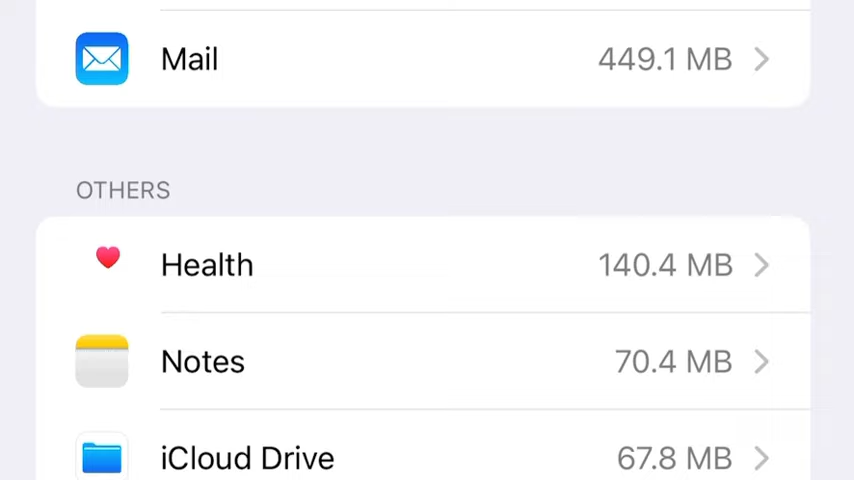 Mail 449.1 MB
OTHERS
Health 140.4 MB
Notes 70.4 MB
iCloud Drive 67.8 MB